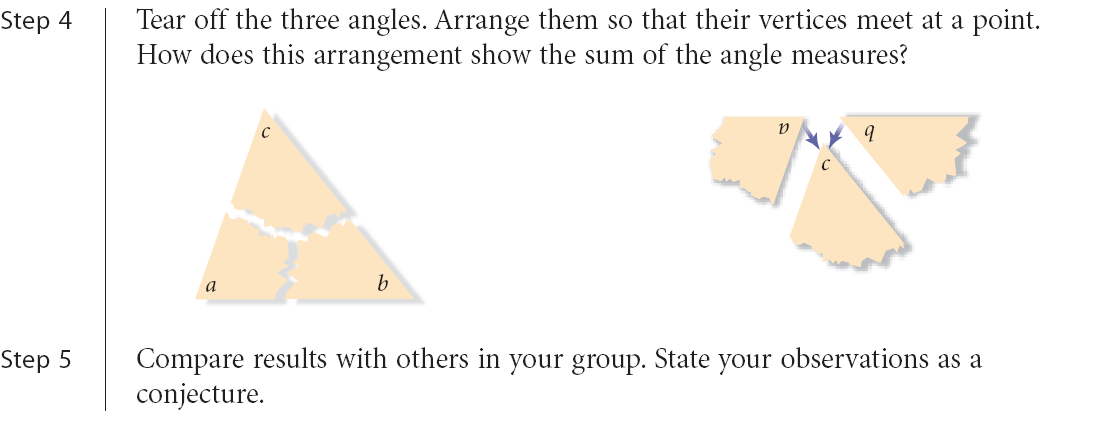 Step 4
Tear off the three angles. Arrange them so that their vertices meet at a point.
How does this arrangement show the sum of the angle measures?
c
a
b
a
b
c
Step 5
Compare results with others in your group. State your observations as a
conjecture.